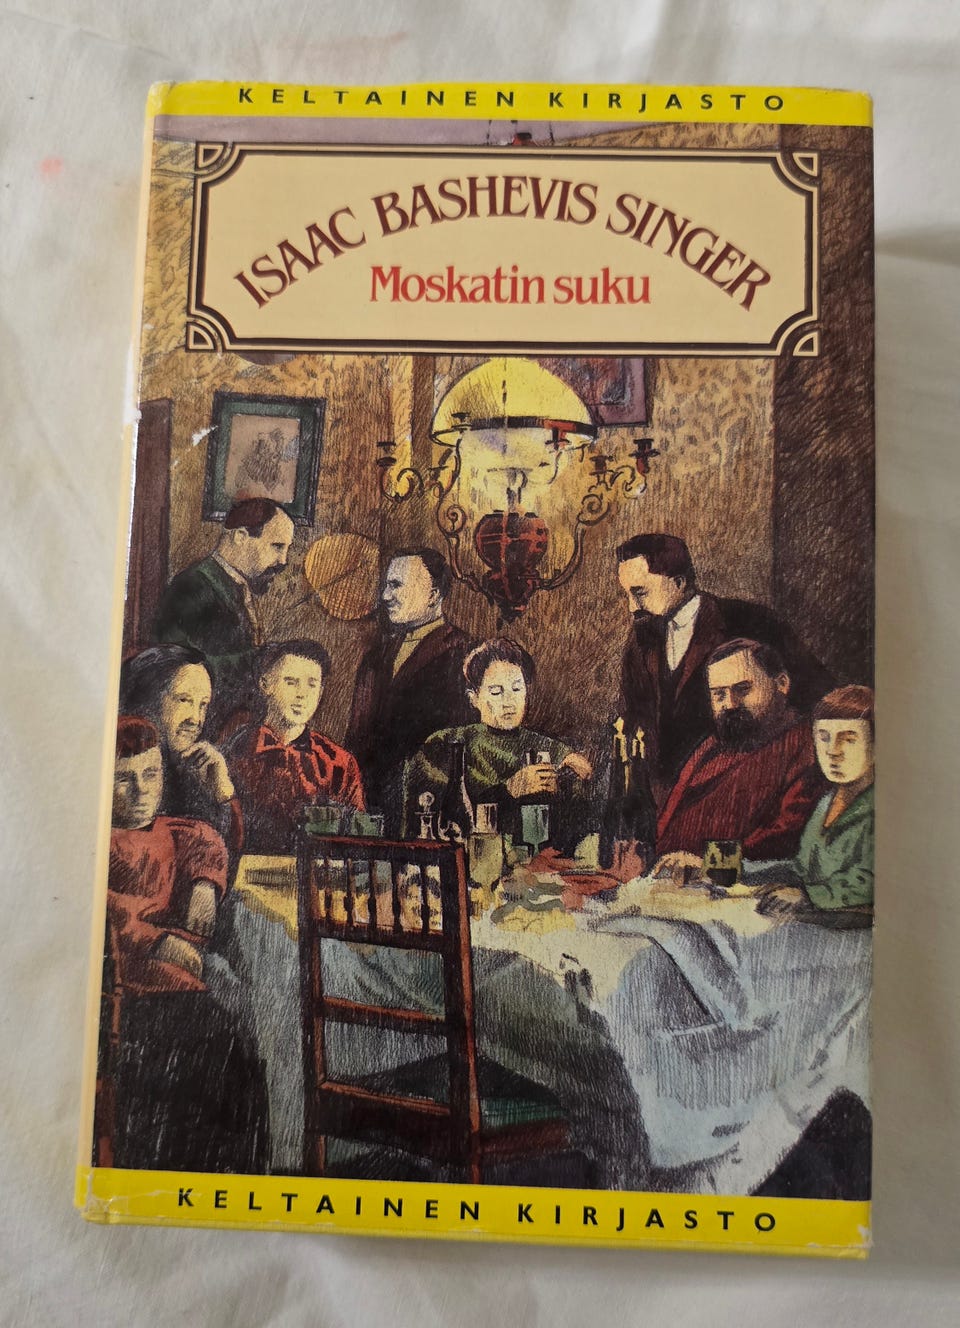 KELTAINEN KIRJASTO
ISAAC BASHEVIS SINGER
Moskatin suku
KELTAINEN KIRJASTO